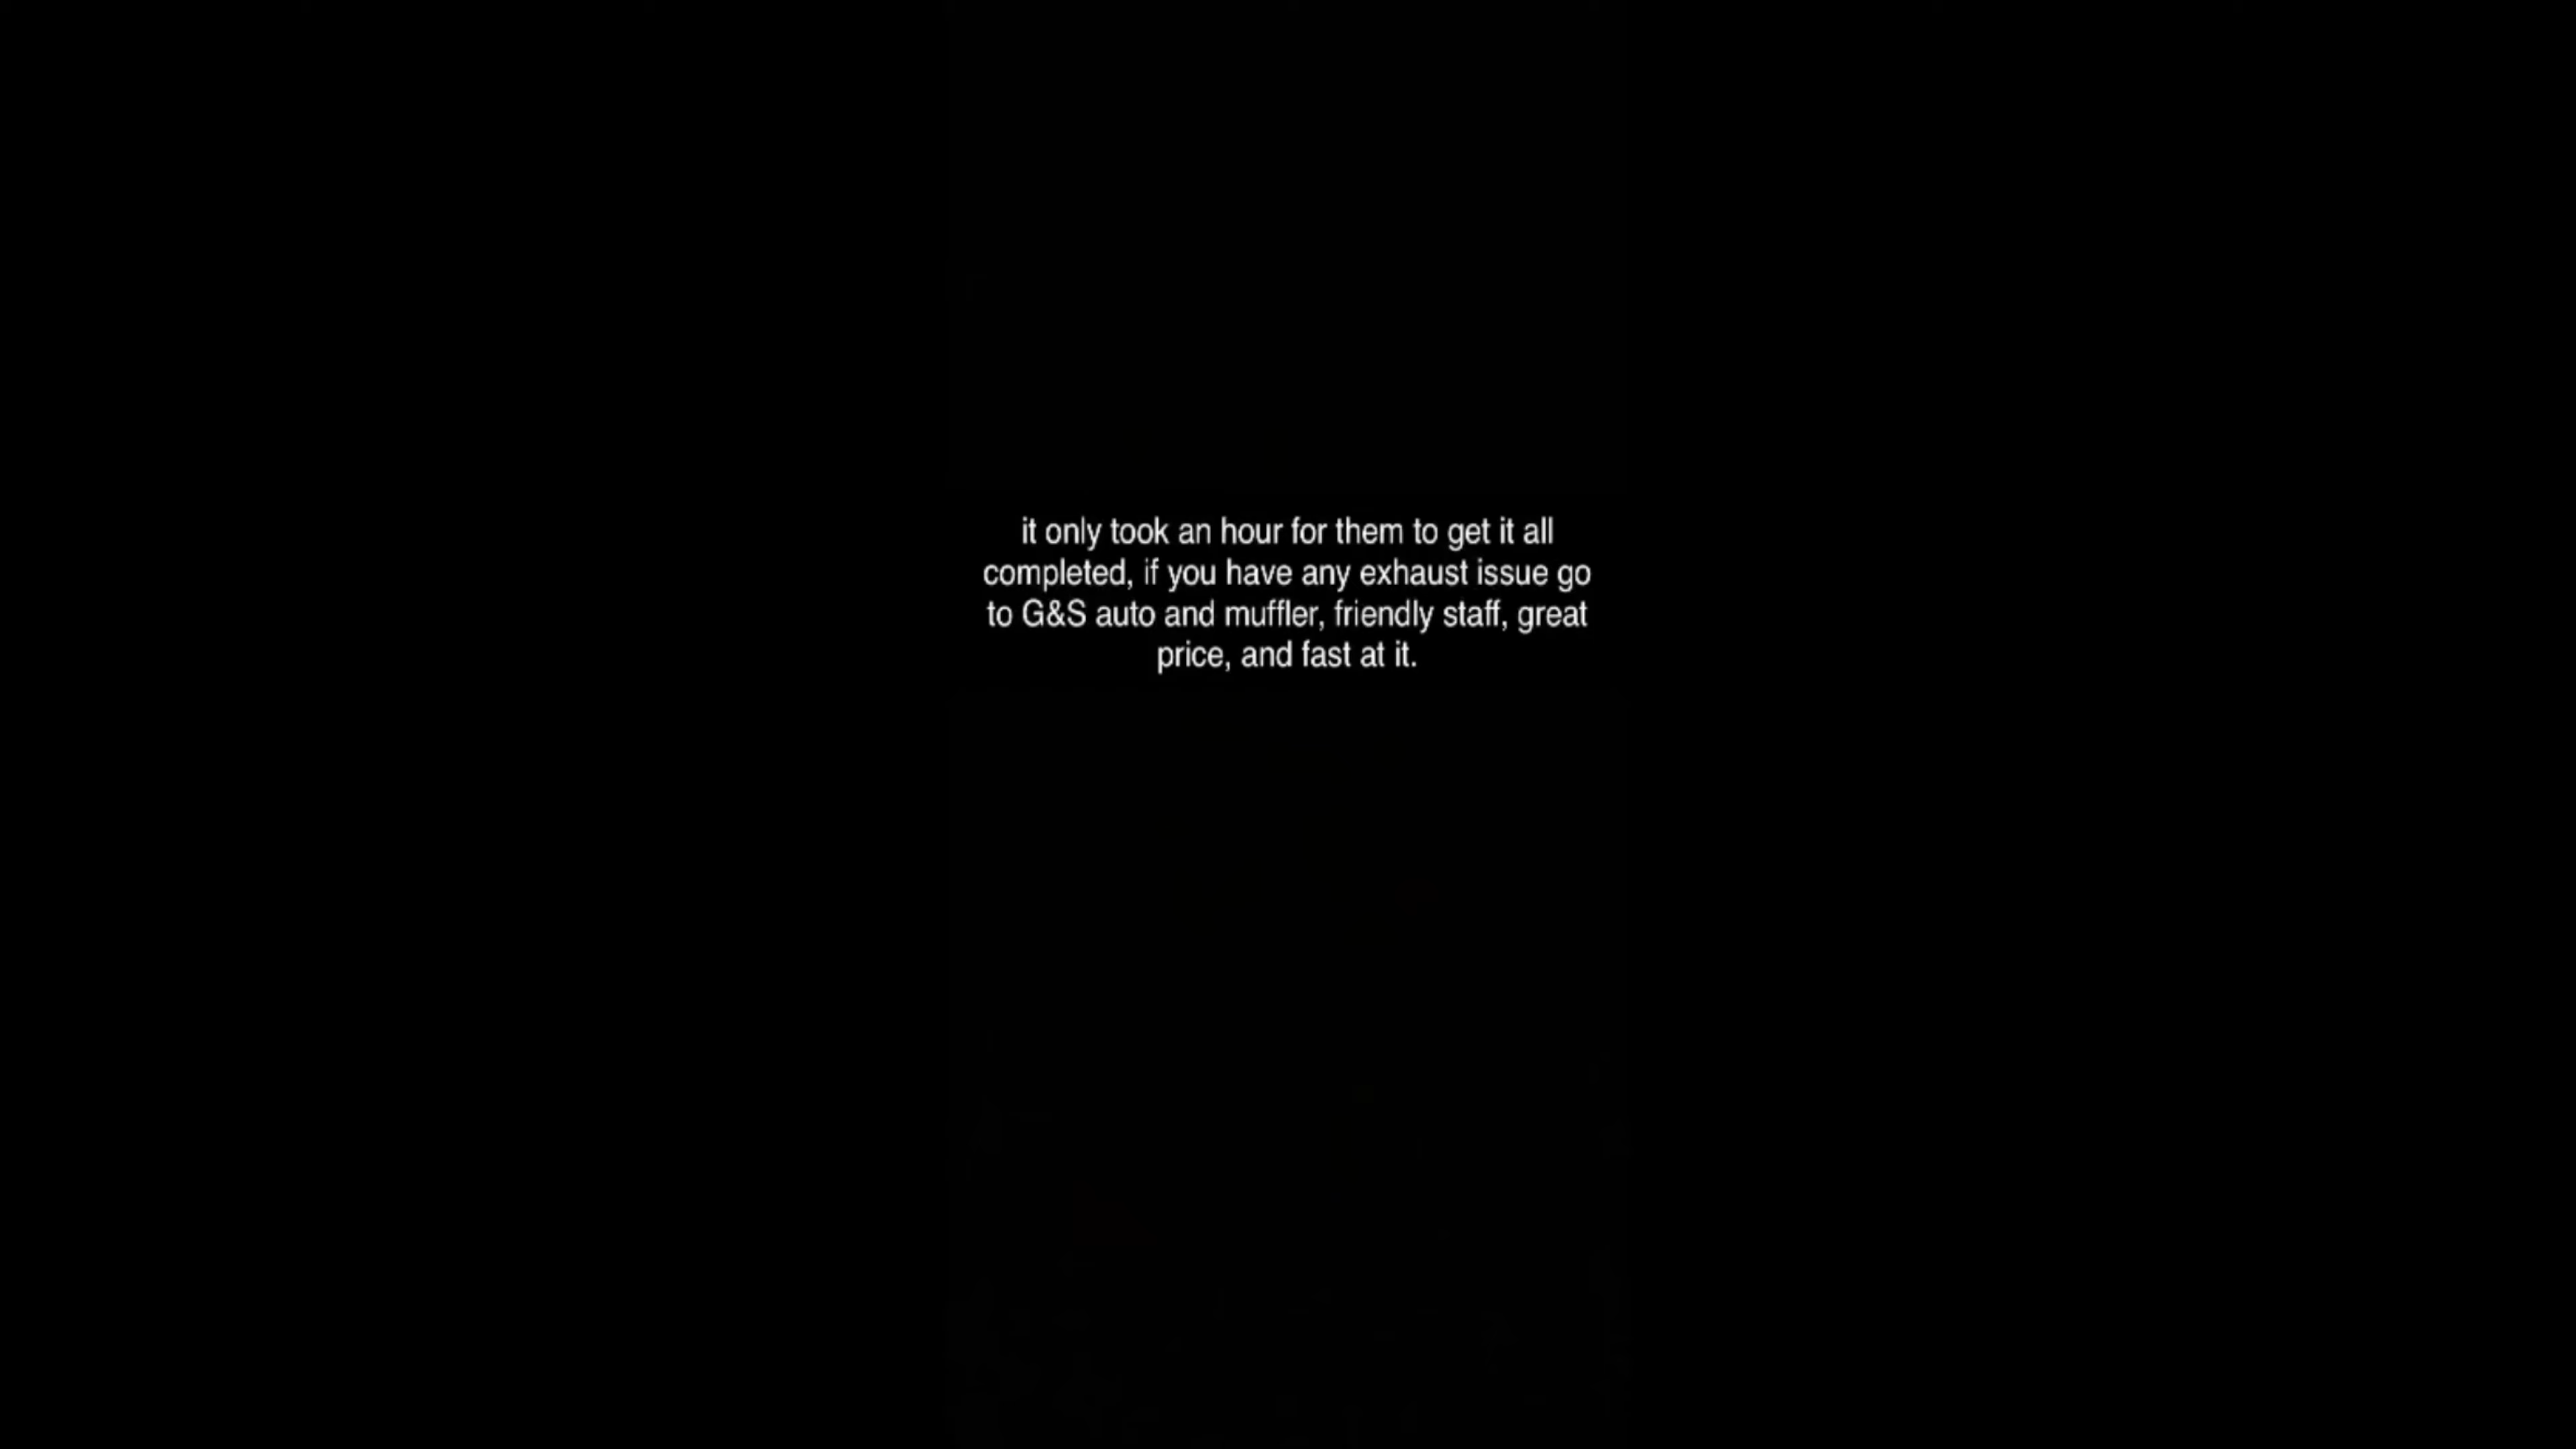 it only took an hour for them to get it all
completed, if you have any exhaust issue go
to G&S auto and muffler, friendly staff, great
price, and fast at it.